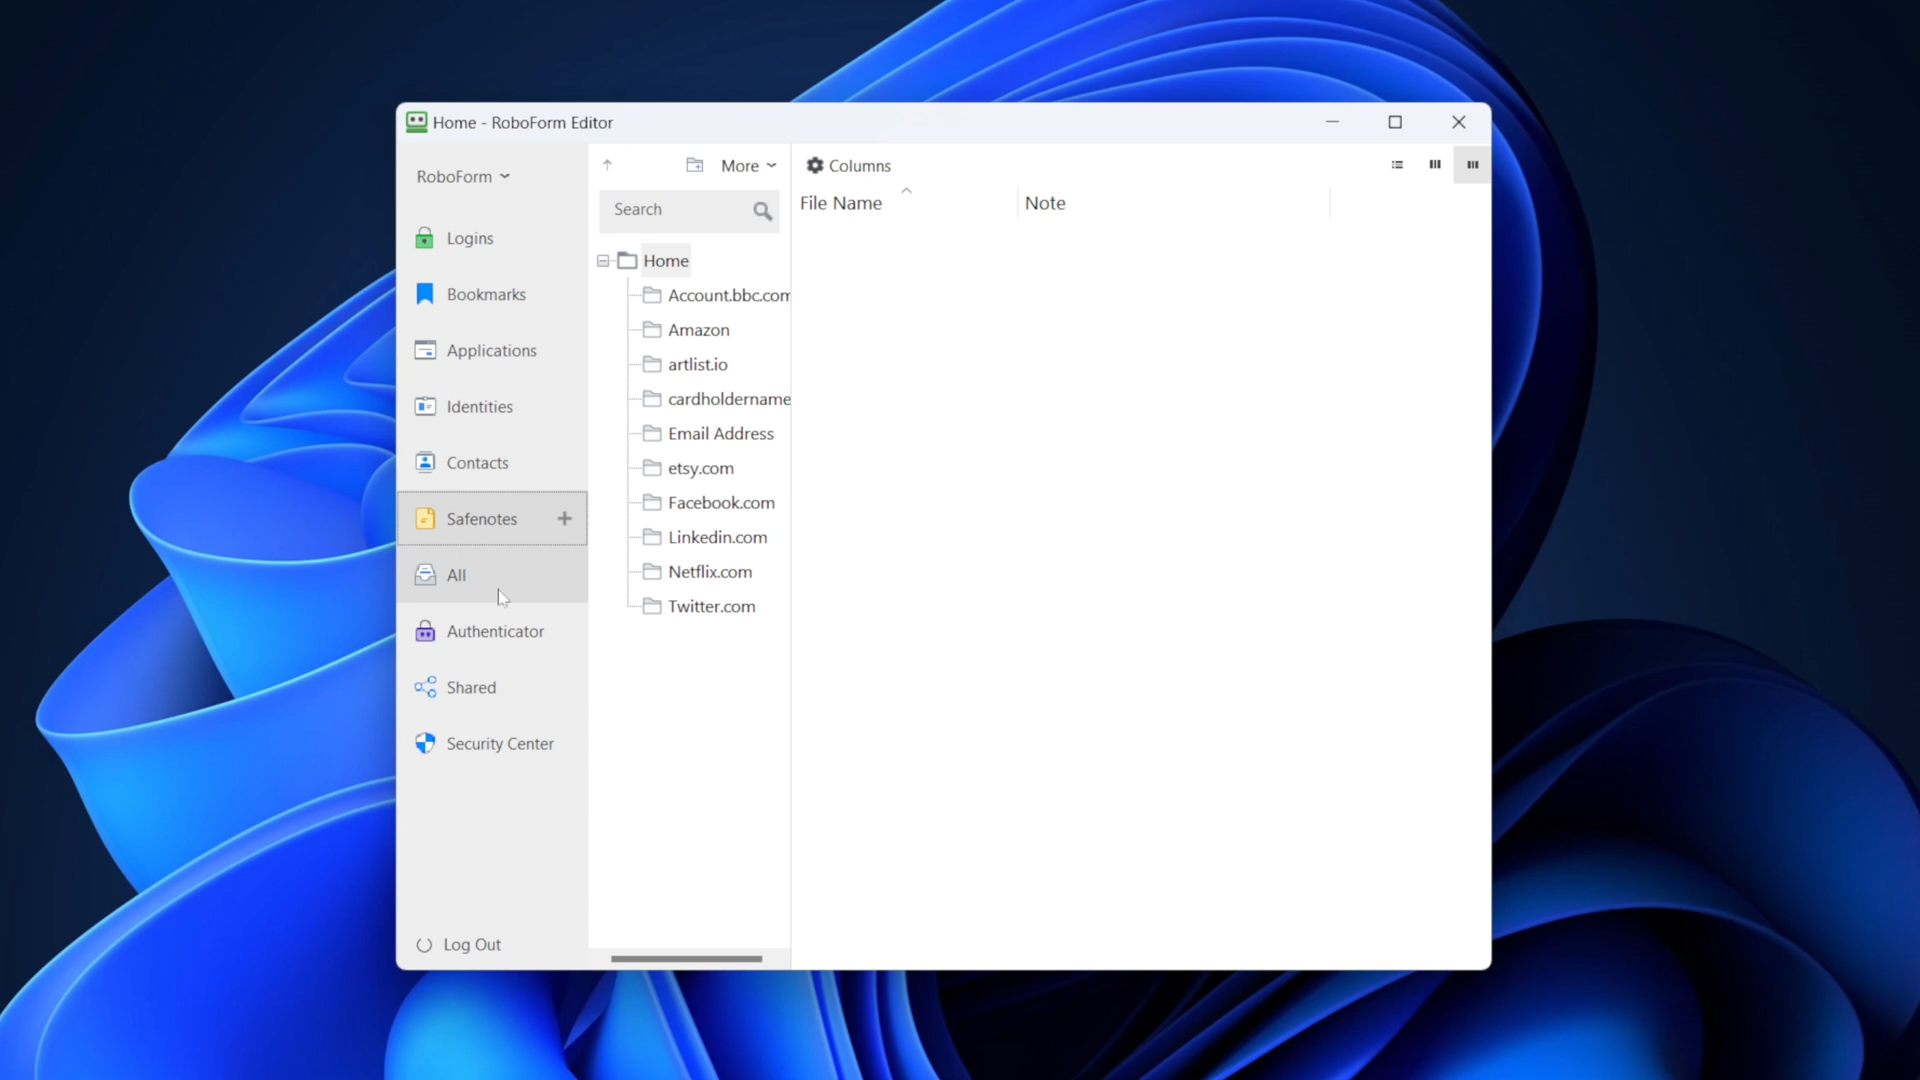 Home - RoboForm Editor
RoboForm
Logins
Bookmarks
Applications
Identities
Contacts
Safenotes
All
Authenticator
Shared
Security Center
Log Out
More
Search
Home
Account.bbc.com
Amazon
artlist.io
cardholdername
Email Address
etsy.com
Facebook.com
Linkedin.com
Netflix.com
Twitter.com
Columns
File Name
Note